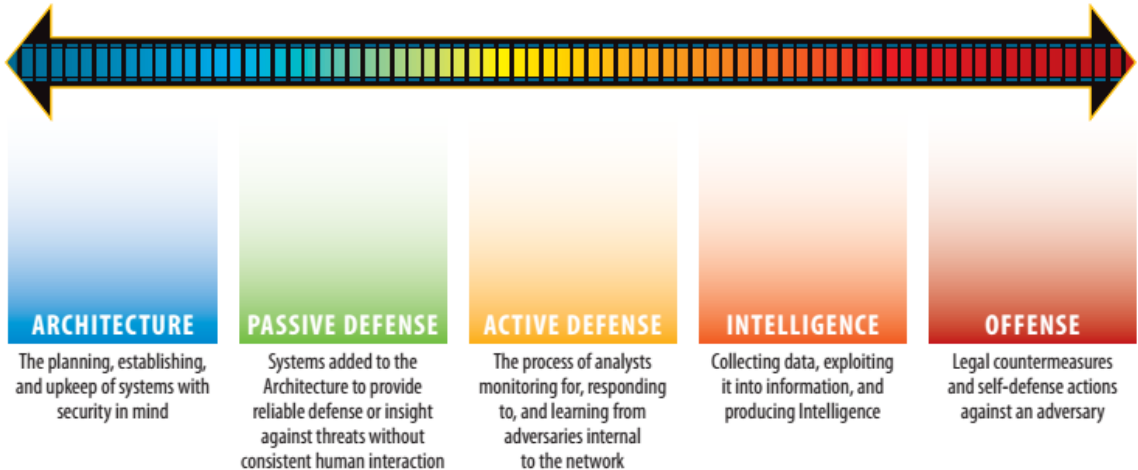 ARCHITECTURE
The planning, establishing,
and upkeep of systems with
security in mind
PASSIVE DEFENSE
Systems added to the
Architecture to provide
reliable defense or insight
against threats without
consistent human interaction
ACTIVE DEFENSE
The process of analysts
monitoring for, responding
to, and learning from
adversaries internal
to the network
INTELLIGENCE
Collecting data, exploiting
it into information, and
producing Intelligence
OFFENSE
Legal countermeasures
and self-defense actions
against an adversary